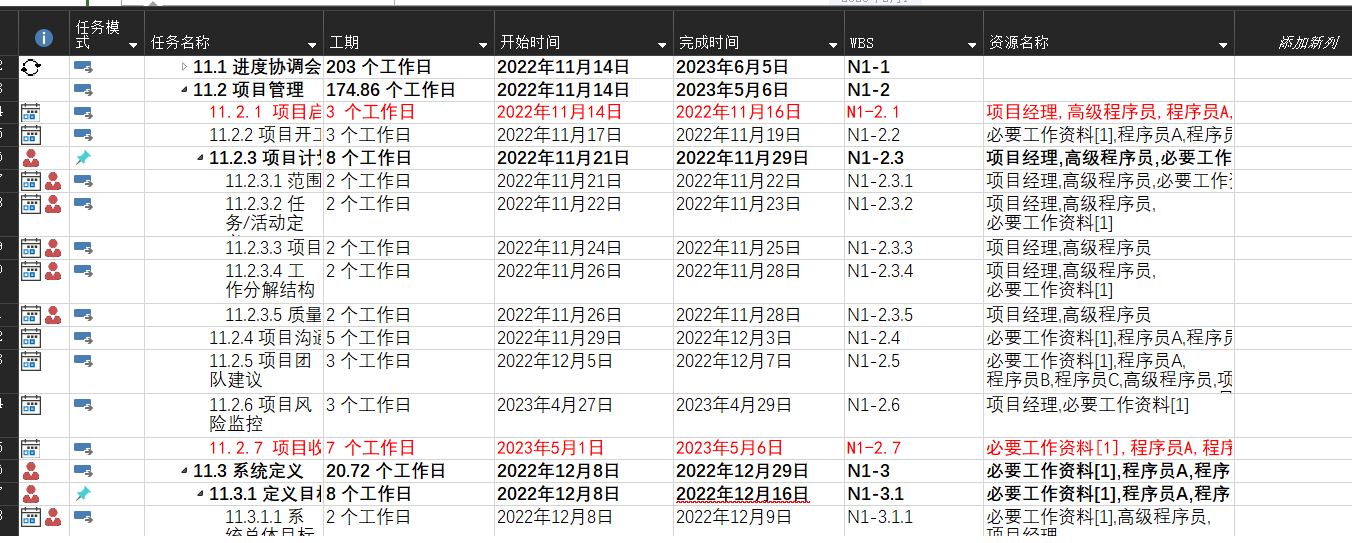 任务模式 任务名称 工期 开始时间 完成时间 WBS 资源名称 添加新列
11.1 进度协调会 203 个工作日 2022年11月14日 2023年6月5日 N1-1
11.2 项目管理 174.86 个工作日 2022年11月14日 2023年5月6日 N1-2
11.2.1 项目启 3 个工作日 2022年11月14日 2022年11月16日 N1-2.1 项目经理, 高级程序员, 程序员A,
11.2.2 项目开工 3 个工作日 2022年11月17日 2022年11月19日 N1-2.2 必要工作资料[1],程序员A,程序员
11.2.3 项目计划 8 个工作日 2022年11月21日 2022年11月29日 N1-2.3 项目经理,高级程序员,必要工作
11.2.3.1 范围 2 个工作日 2022年11月21日 2022年11月22日 N1-2.3.1 项目经理,高级程序员,必要工作
11.2.3.2 任 2 个工作日 2022年11月22日 2022年11月23日 N1-2.3.2 项目经理,高级程序员,
务/活动定 必要工作资料[1]
11.2.3.3 项目 2 个工作日 2022年11月24日 2022年11月25日 N1-2.3.3 项目经理,高级程序员
11.2.3.4 工 2 个工作日 2022年11月26日 2022年11月28日 N1-2.3.4 项目经理,高级程序员,
作分解结构 必要工作资料[1]
11.2.3.5 质量 2 个工作日 2022年11月26日 2022年11月28日 N1-2.3.5 项目经理,高级程序员
11.2.4 项目沟通 5 个工作日 2022年11月29日 2022年12月3日 N1-2.4 必要工作资料[1],程序员A,程序员
11.2.5 项目团 3 个工作日 2022年12月5日 2022年12月7日 N1-2.5 必要工作资料[1],程序员A,
队建议 程序员B,程序员C,高级程序员,项
11.2.6 项目风 3 个工作日 2023年4月27日 2023年4月29日 N1-2.6 项目经理,必要工作资料[1]
险监控
11.2.7 项目收 7 个工作日 2023年5月1日 2023年5月6日 N1-2.7 必要工作资料[1], 程序员A, 程序
11.3 系统定义 20.72 个工作日 2022年12月8日 2022年12月29日 N1-3 必要工作资料[1],程序员A,程序
11.3.1 定义目标 8 个工作日 2022年12月8日 2022年12月16日 N1-3.1 必要工作资料[1],程序员A,程序
11.3.1.1 系 2 个工作日 2022年12月8日 2022年12月9日 N1-3.1.1 必要工作资料[1],高级程序员,
统总体目标 项目经理